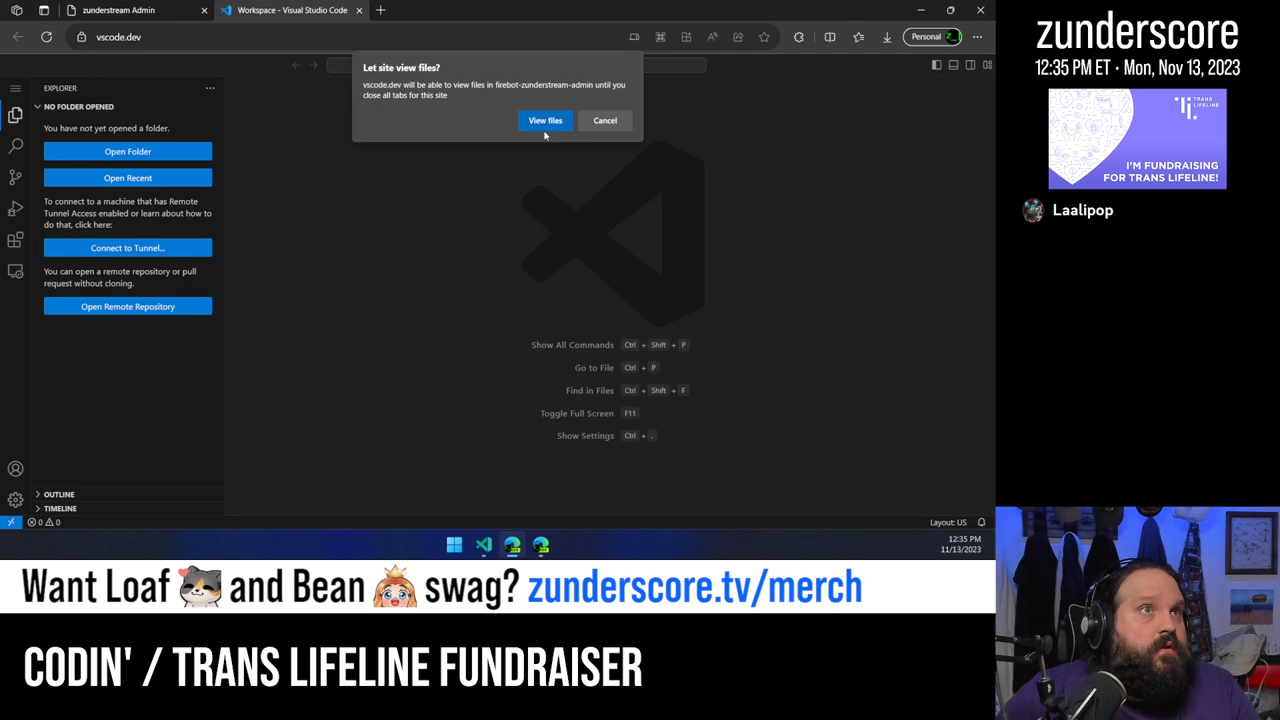 zunderstream Admin
Workspace - Visual Studio Code
vscode.dev
Personal
Let site view files?
vscode.dev will be able to view files in firebot-zunderstream-admin until you
close all tabs for this site
View files
Cancel
EXPLORER
NO FOLDER OPENED
You have not yet opened a folder.
Open Folder
Open Recent
To connect to a machine that has Remote
Tunnel Access enabled or learn about how to
do that, click here:
Connect to Tunnel...
You can open a remote repository or pull
request without cloning.
Open Remote Repository
Show All Commands Ctrl + Shift + P
Go to File Ctrl + P
Find in Files Ctrl + Shift + F
Toggle Full Screen F11
Show Settings Ctrl + ,
OUTLINE
TIMELINE
0 0
Layout: US
12:35 PM
11/13/2023
zunderscore
12:35 PM ET • Mon, Nov 13, 2023
TRANS
LIFELINE
I'M FUNDRAISING
FOR TRANS LIFELINE!
Laalipop
Want Loaf and Bean swag? zunderscore.tv/merch
CODIN' / TRANS LIFELINE FUNDRAISER